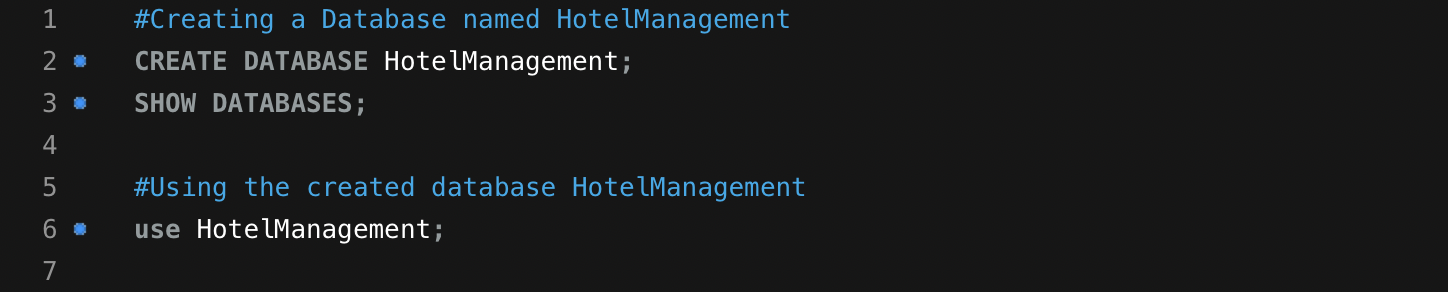 1 #Creating a Database named HotelManagement
2 CREATE DATABASE HotelManagement;
3 SHOW DATABASES;
4
5 #Using the created database HotelManagement
6 use HotelManagement;
7